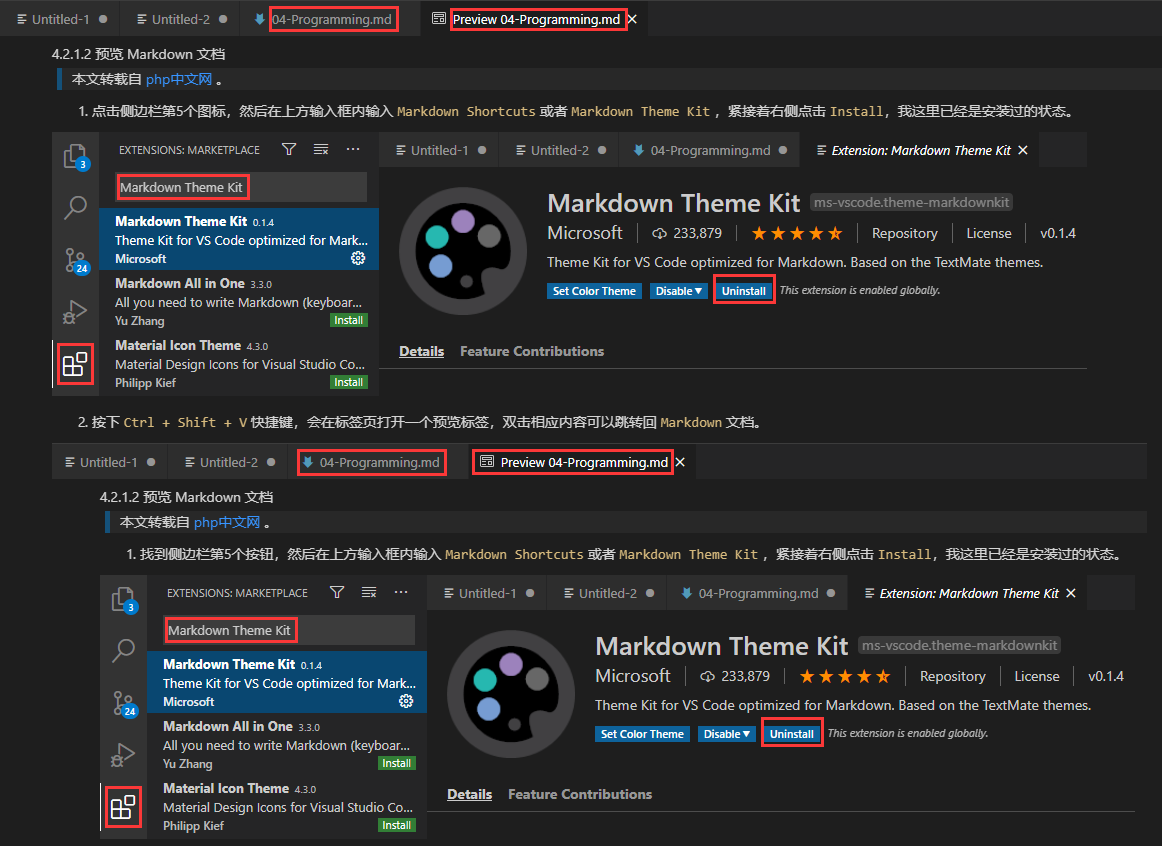 Untitled-1 Untitled-2 04-Programming.md Preview 04-Programming.md
4.2.1.2 预览 Markdown 文档
本文转载自 php中文网 。
1. 点击侧边栏第5个图标，然后在上方输入框内输入 Markdown Shortcuts 或者 Markdown Theme Kit ，紧接着右侧点击 Install，我这里已经是安装过的状态。
EXTENSIONS: MARKETPLACE ··· Untitled-1 Untitled-2 04-Programming.md Extension: Markdown Theme Kit
3
Markdown Theme Kit
Markdown Theme Kit 0.1.4
Theme Kit for VS Code optimized for Mark...
Microsoft
24
Markdown All in One 3.3.0
All you need to write Markdown (keyboar...
Yu Zhang Install
Material Icon Theme 4.3.0
Material Design Icons for Visual Studio Co...
Philipp Kief Install
Markdown Theme Kit ms-vscode.theme-markdownkit
Microsoft 233,879 Repository License v0.1.4
Theme Kit for VS Code optimized for Markdown. Based on the TextMate themes.
Set Color Theme Disable Uninstall This extension is enabled globally.
Details Feature Contributions
2. 按下 Ctrl + Shift + V 快捷键，会在标签页打开一个预览标签，双击相应内容可以跳转回 Markdown 文档。
Untitled-1 Untitled-2 04-Programming.md Preview 04-Programming.md
4.2.1.2 预览 Markdown 文档
本文转载自 php中文网 。
1. 找到侧边栏第5个按钮，然后在上方输入框内输入 Markdown Shortcuts 或者 Markdown Theme Kit ，紧接着右侧点击 Install，我这里已经是安装过的状态。
EXTENSIONS: MARKETPLACE ··· Untitled-1 Untitled-2 04-Programming.md Extension: Markdown Theme Kit
3
Markdown Theme Kit
Markdown Theme Kit 0.1.4
Theme Kit for VS Code optimized for Mark...
Microsoft
24
Markdown All in One 3.3.0
All you need to write Markdown (keyboar...
Yu Zhang Install
Material Icon Theme 4.3.0
Material Design Icons for Visual Studio Co...
Philipp Kief Install
Markdown Theme Kit ms-vscode.theme-markdownkit
Microsoft 233,879 Repository License v0.1.4
Theme Kit for VS Code optimized for Markdown. Based on the TextMate themes.
Set Color Theme Disable Uninstall This extension is enabled globally.
Details Feature Contributions